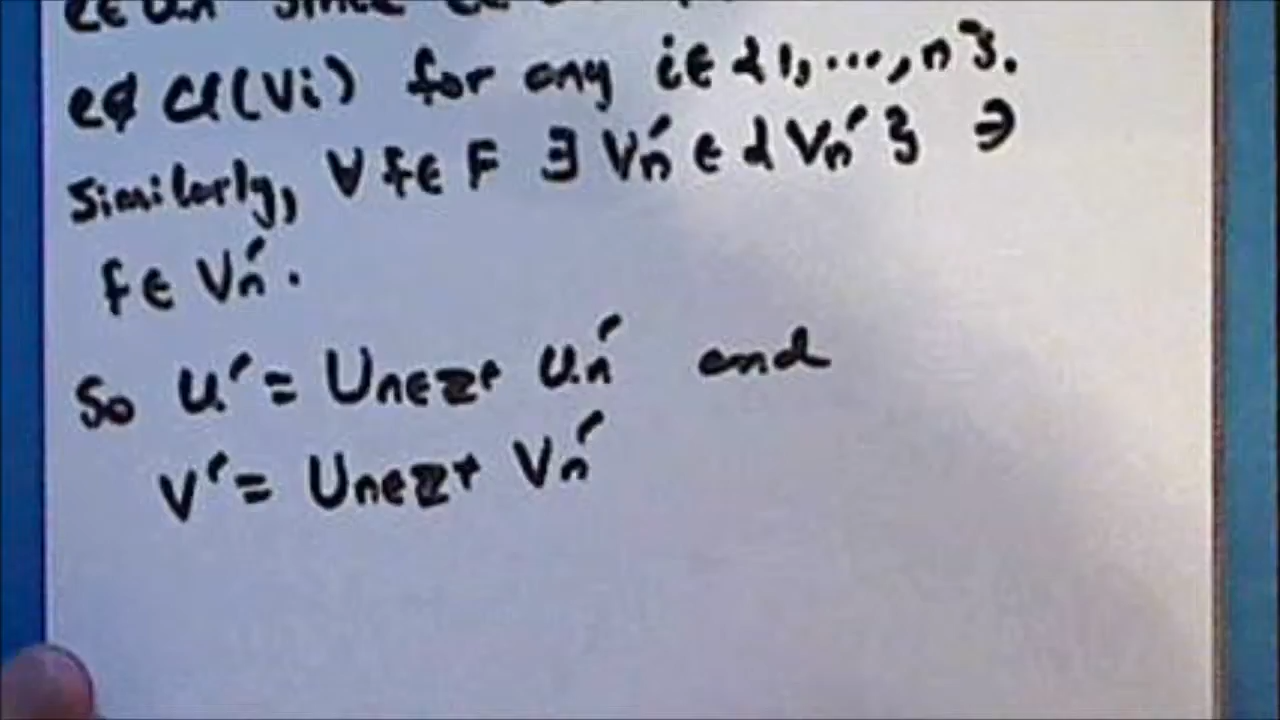 e∉ Cl(Vi) for any i∈{1,...,n}.
Similarly, ∀ f∈ F ∃ Vn′ ∈ {Vn′} ∋
f∈ Vn′.
So U′ = ∪n∈Z+ Un′ and
V′ = ∪n∈Z+ Vn′